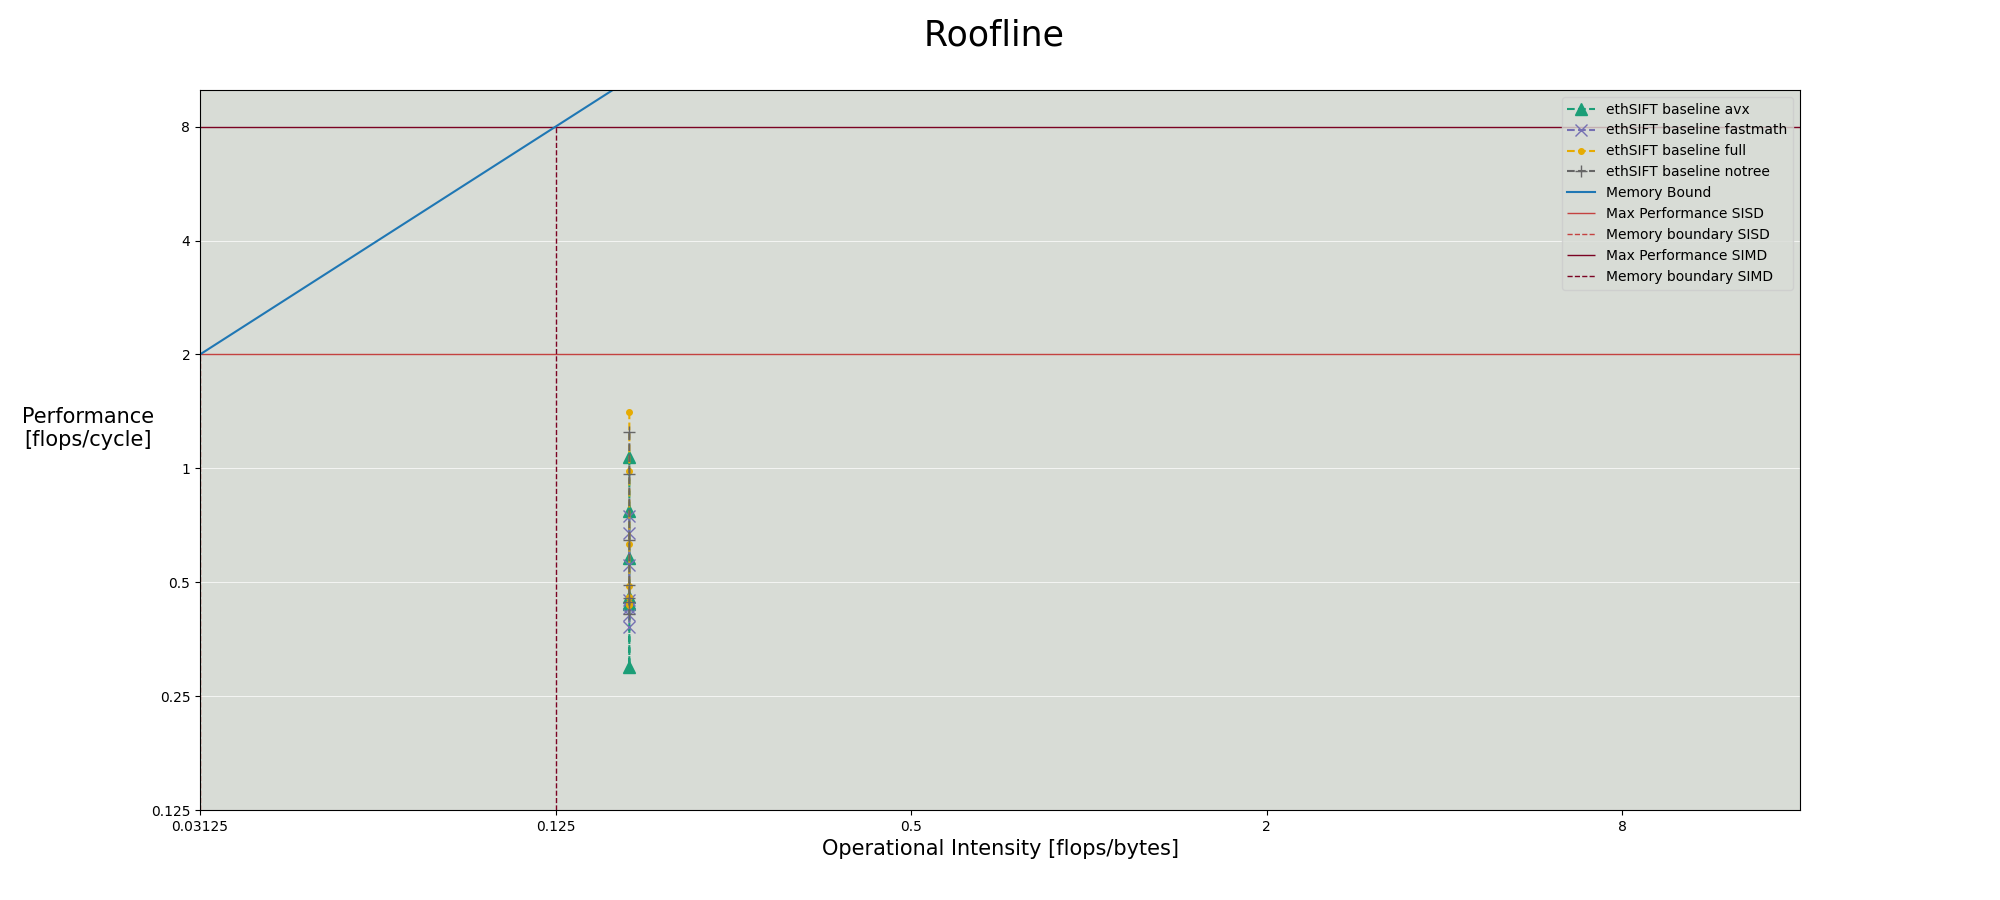 Roofline
ethSIFT baseline avx
ethSIFT baseline fastmath
ethSIFT baseline full
ethSIFT baseline notree
Memory Bound
Max Performance SISD
Memory boundary SISD
Max Performance SIMD
Memory boundary SIMD
8
4
2
1
0.5
0.25
0.125
Performance
[flops/cycle]
0.03125
0.125
0.5
2
8
Operational Intensity [flops/bytes]